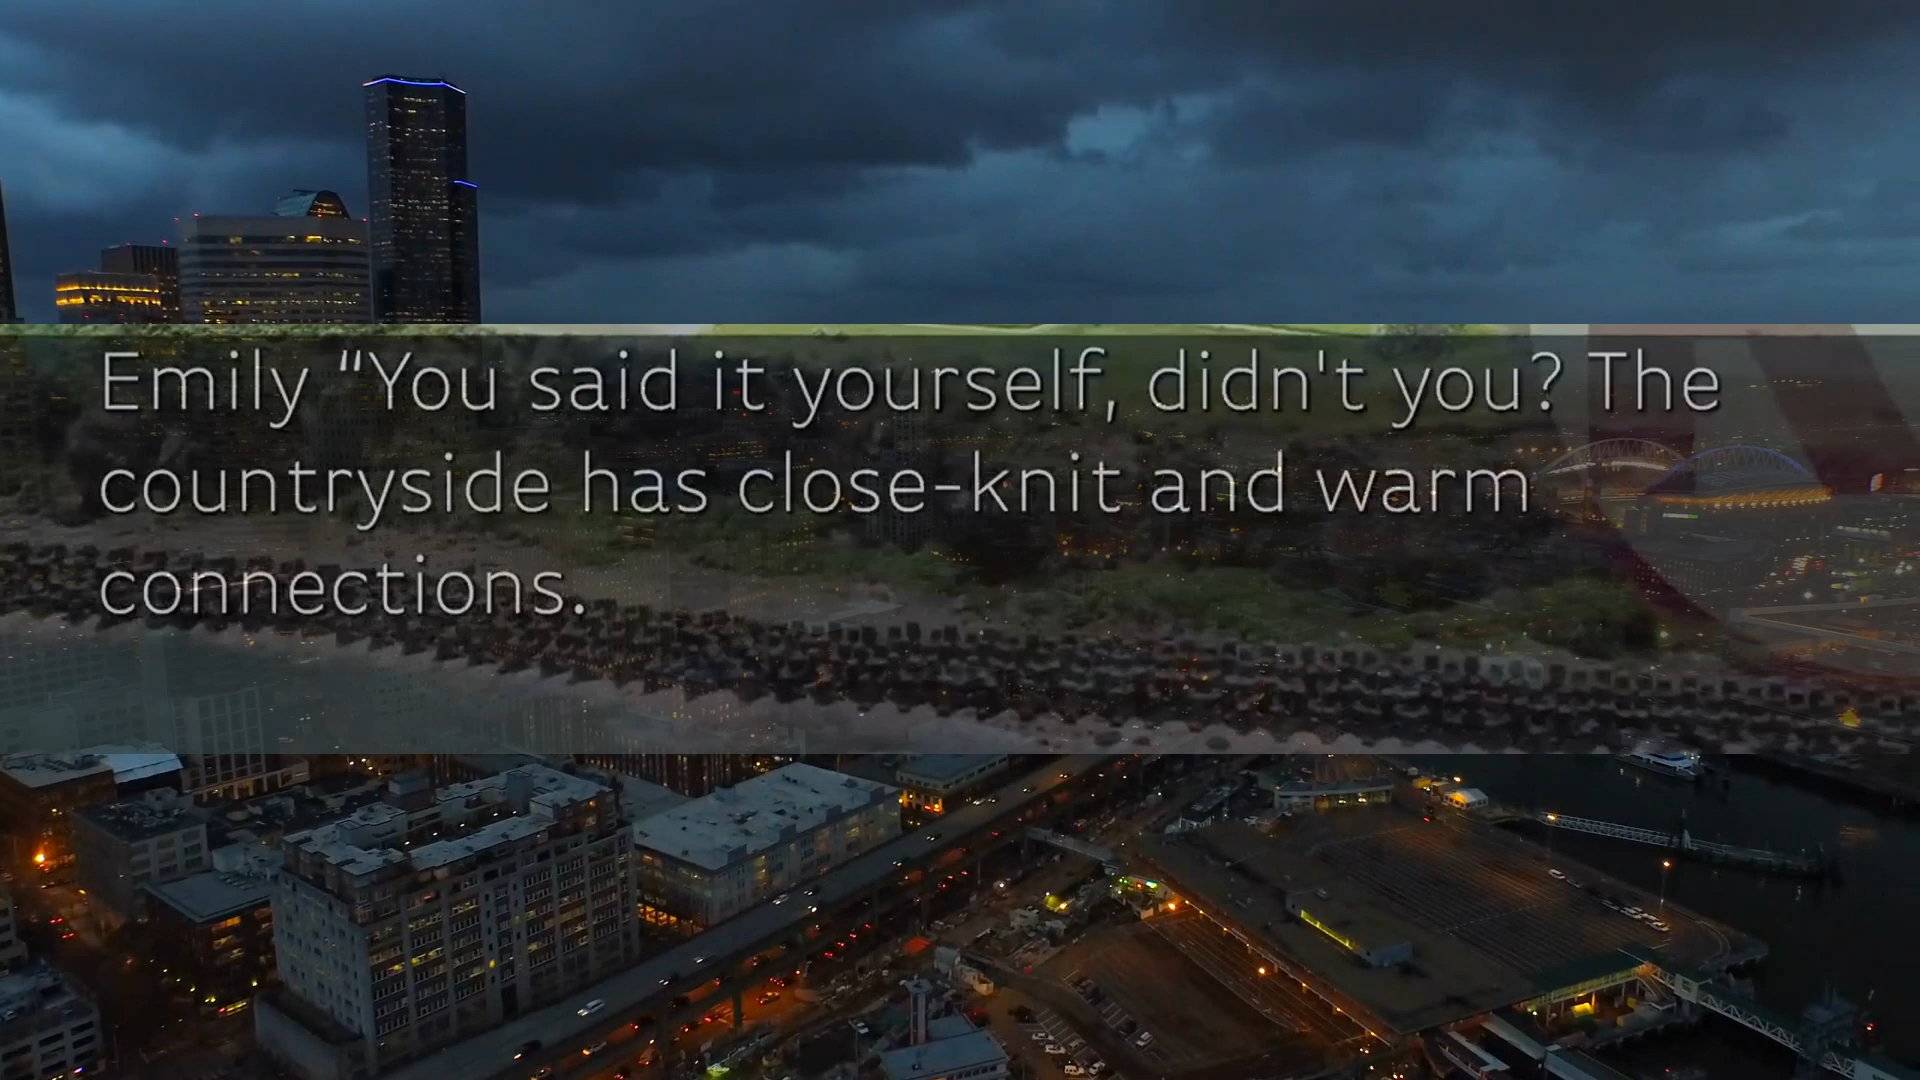 Emily “You said it yourself, didn't you? The
countryside has close-knit and warm
connections.